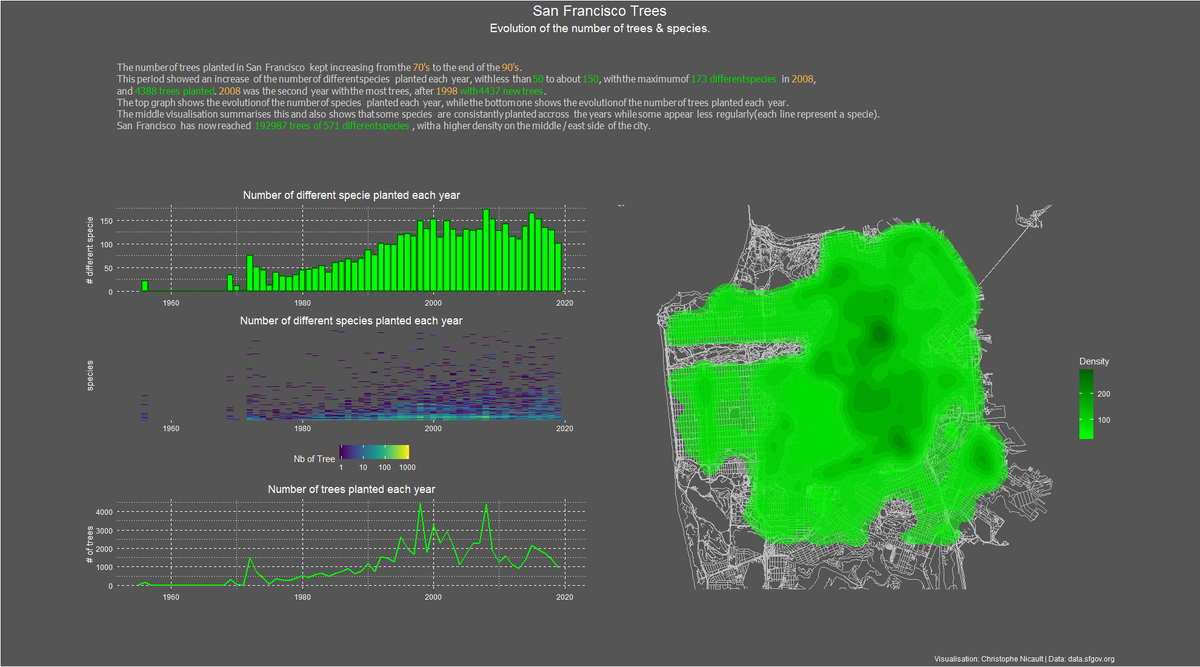 San Francisco Trees
Evolution of the number of trees & species.
The number of trees planted in San Francisco kept increasing from the 70's to the end of the 90's.
This period showed an increase of the number of different species planted each year, with less than 50 to about 150, with the maximum of 173 different species in 2008,
and 4388 trees planted. 2008 was the second year with the most trees, after 1998 with 4437 new trees.
The top graph shows the evolution of the number of species planted each year, while the bottom one shows the evolution of the number of trees planted each year.
The middle visualisation summarises this and also shows that some species are consistantly planted accross the years while some appear less regularly (each line represent a specie).
San Francisco has now reached 192987 trees of 571 different species, with a higher density on the middle / east side of the city.
Number of different specie planted each year
# different specie
150
100
50
0
1960 1980 2000 2020
Number of different species planted each year
species
1960 1980 2000 2020
Nb of Tree
1 10 100 1000
Number of trees planted each year
# of trees
4000
3000
2000
1000
0
1960 1980 2000 2020
Density
200
100
Visualisation: Christophe Nicault | Data: data.sfgov.org